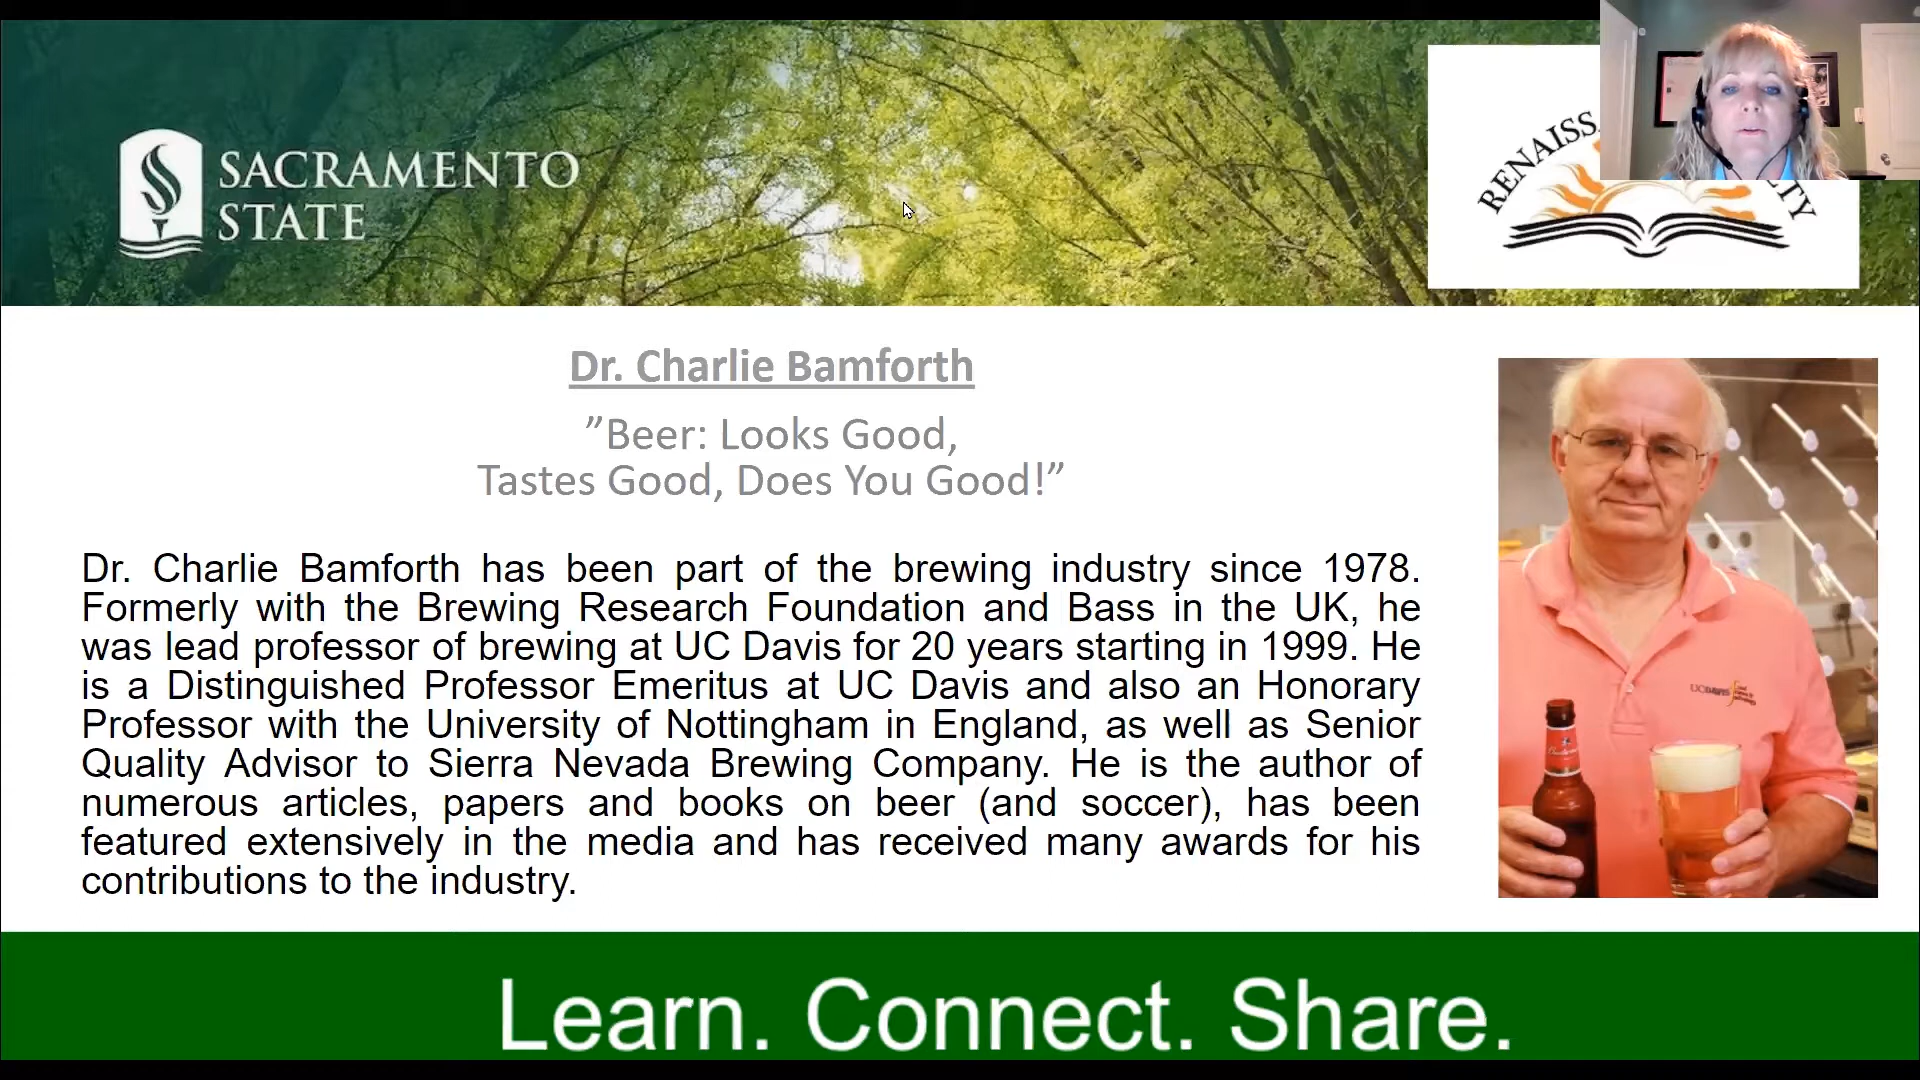 SACRAMENTO
STATE
RENAISS
TY
Dr. Charlie Bamforth
”Beer: Looks Good,
Tastes Good, Does You Good!”
Dr. Charlie Bamforth has been part of the brewing industry since 1978.
Formerly with the Brewing Research Foundation and Bass in the UK, he
was lead professor of brewing at UC Davis for 20 years starting in 1999. He
is a Distinguished Professor Emeritus at UC Davis and also an Honorary
Professor with the University of Nottingham in England, as well as Senior
Quality Advisor to Sierra Nevada Brewing Company. He is the author of
numerous articles, papers and books on beer (and soccer), has been
featured extensively in the media and has received many awards for his
contributions to the industry.
UCDAVIS
Learn. Connect. Share.